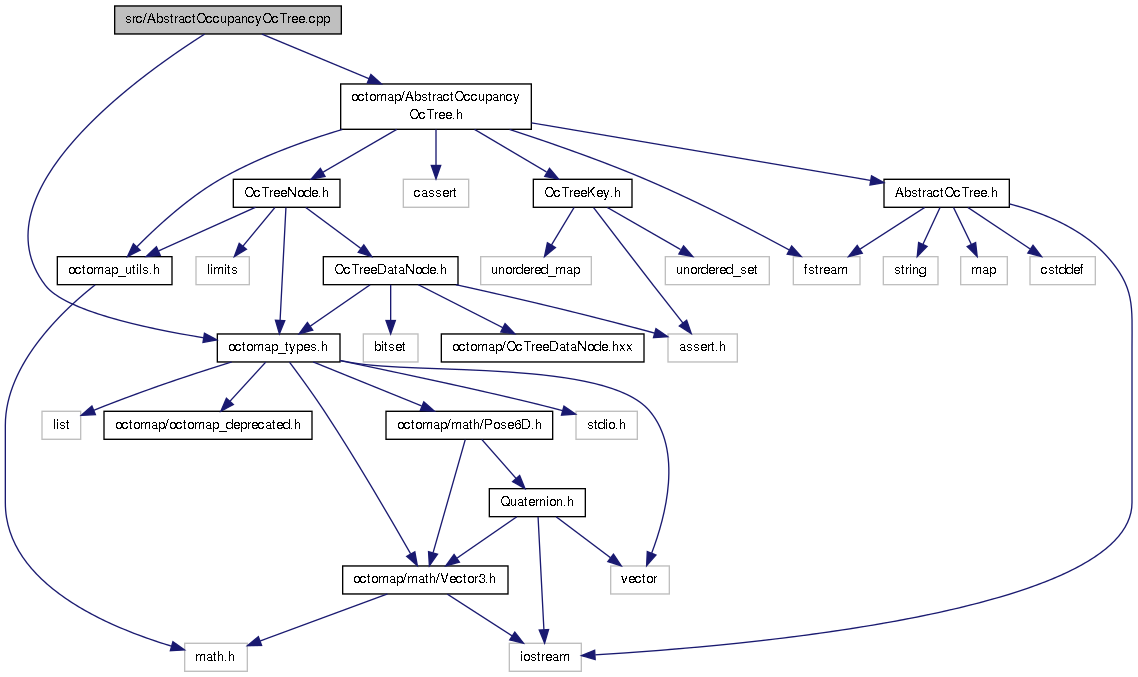 src/AbstractOccupancyOcTree.cpp
octomap/AbstractOccupancy
OcTree.h
OcTreeNode.h
cassert
OcTreeKey.h
AbstractOcTree.h
octomap_utils.h
limits
OcTreeDataNode.h
unordered_map
unordered_set
fstream
string
map
cstddef
octomap_types.h
bitset
octomap/OcTreeDataNode.hxx
assert.h
list
octomap/octomap_deprecated.h
octomap/math/Pose6D.h
stdio.h
Quaternion.h
octomap/math/Vector3.h
vector
math.h
iostream